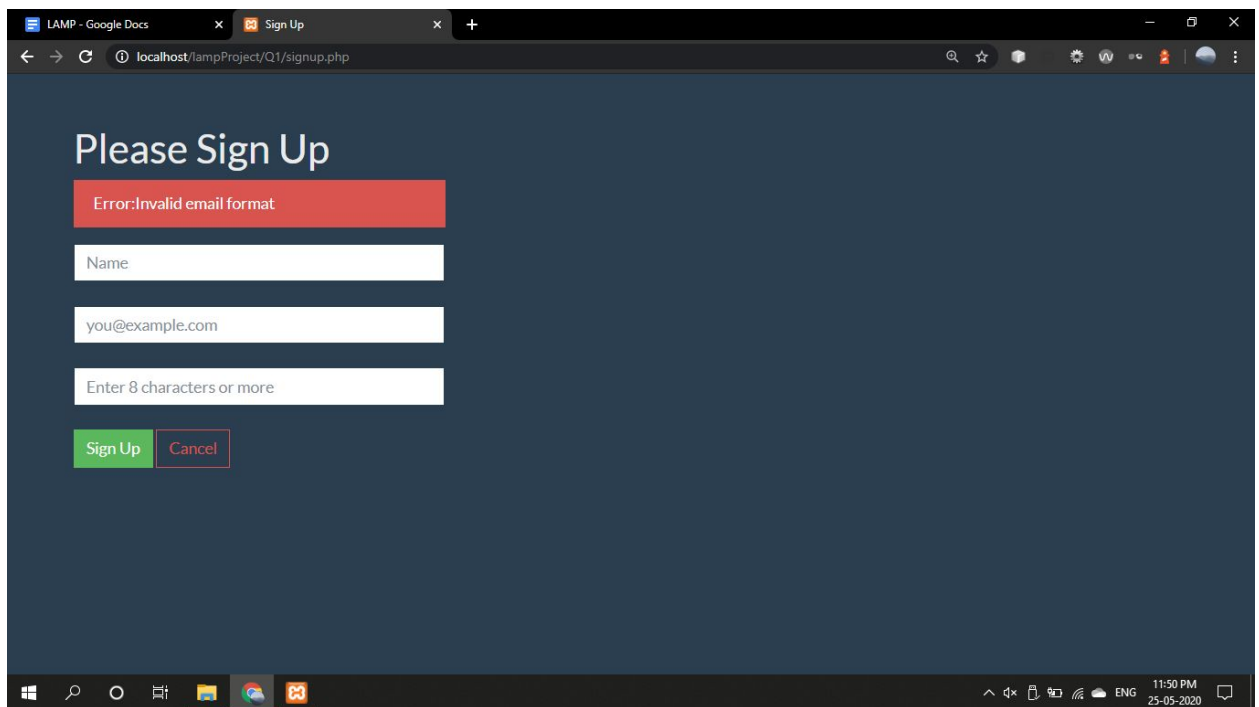 LAMP - Google Docs
Sign Up
localhost/lampProject/Q1/signup.php
Please Sign Up
Error:Invalid email format
Name
you@example.com
Enter 8 characters or more
Sign Up Cancel
ENG
11:50 PM
25-05-2020